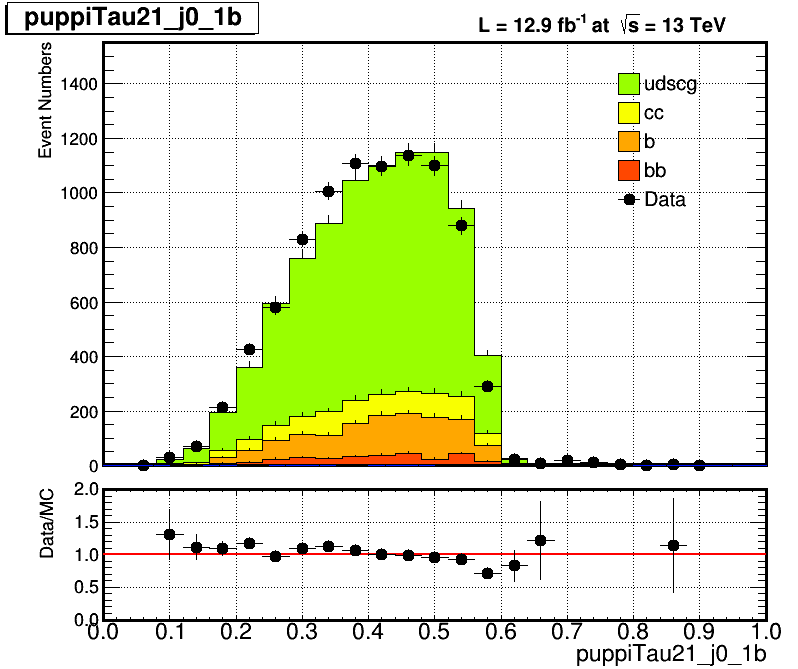 puppiTau21_j0_1b
L = 12.9 fb-1 at √s = 13 TeV
Event Numbers
1400
1200
1000
800
600
400
200
0
udscg
cc
b
bb
Data
Data/MC
2.0
1.5
1.0
0.5
0.0
0.0 0.1 0.2 0.3 0.4 0.5 0.6 0.7 0.8 0.9 1.0
puppiTau21_j0_1b